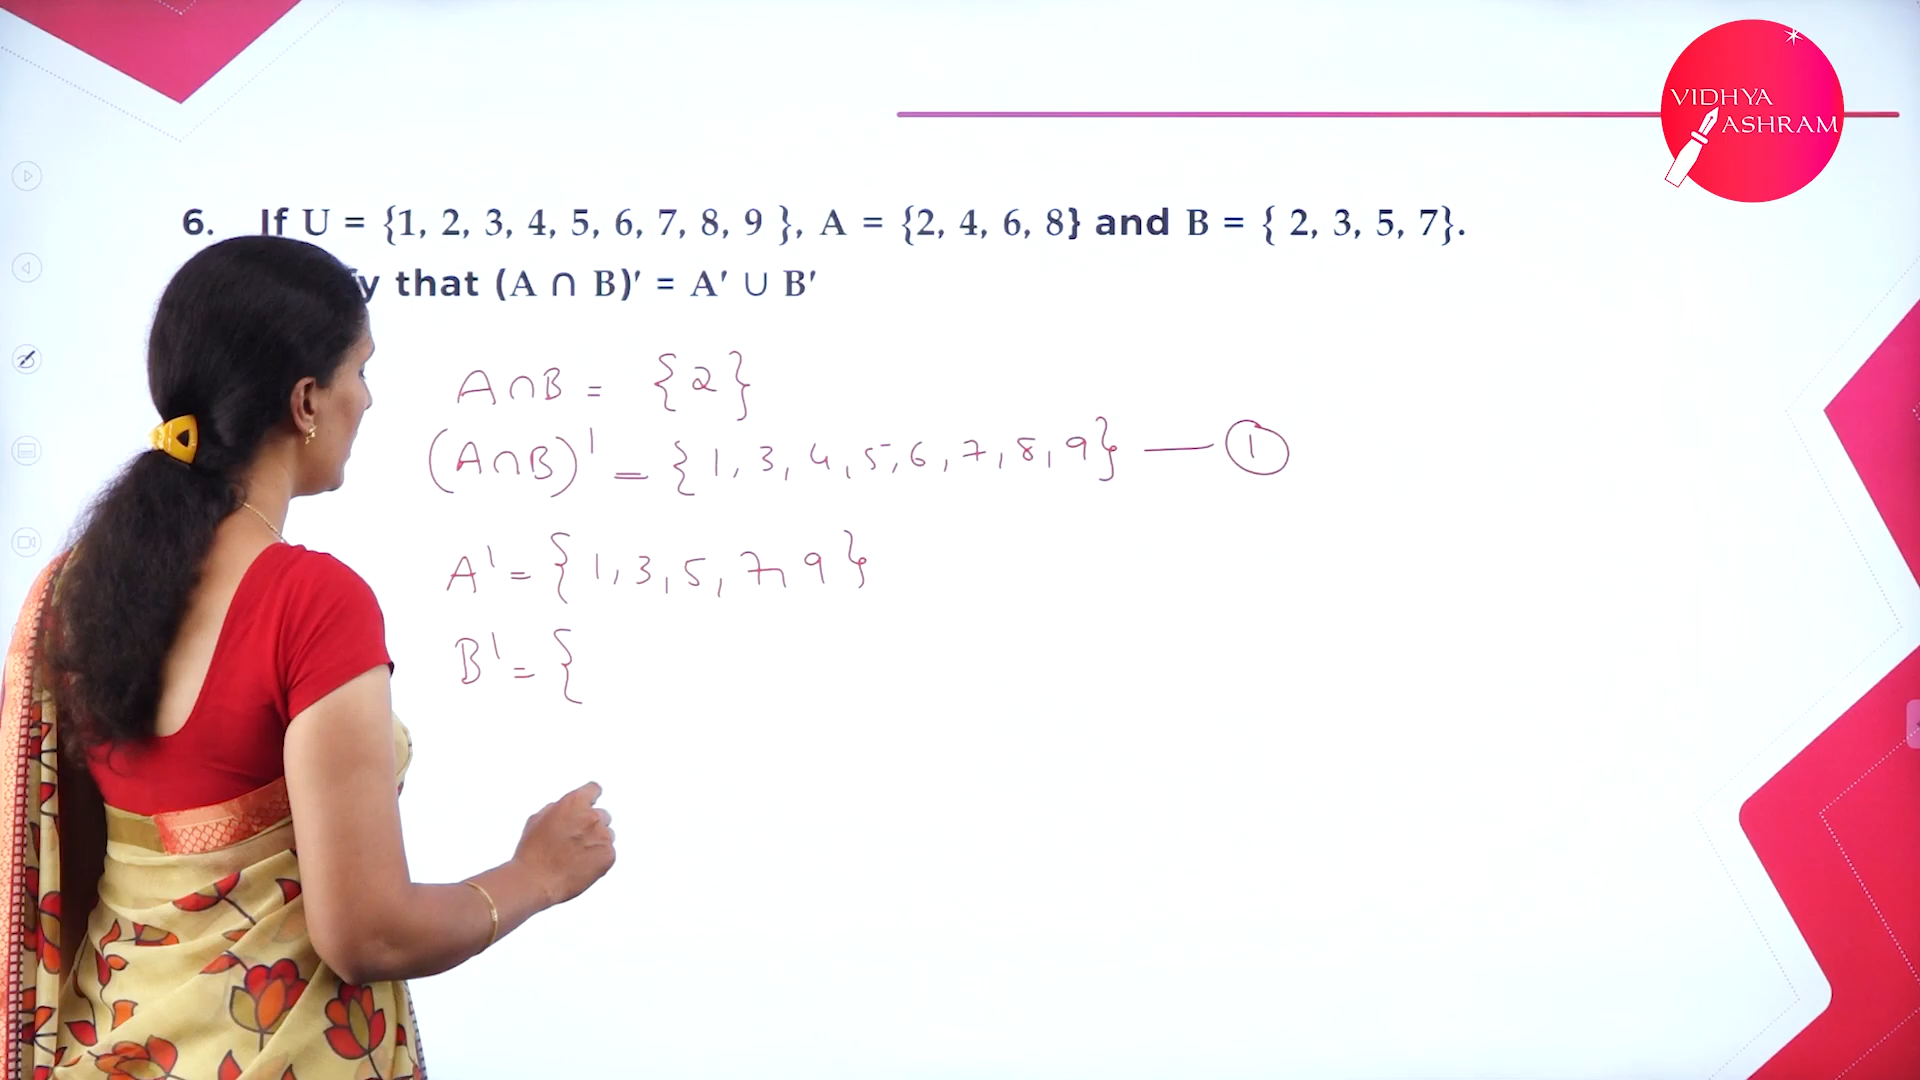 VIDHYA
ASHRAM
6. If U = {1, 2, 3, 4, 5, 6, 7, 8, 9 }, A = {2, 4, 6, 8} and B = { 2, 3, 5, 7}.
that (A ∩ B)′ = A′ ∪ B′
A∩B = {2}
(A∩B)' = {1, 3, 4, 5, 6, 7, 8, 9} — ①
A' = {1, 3, 5, 7, 9}
B' = {